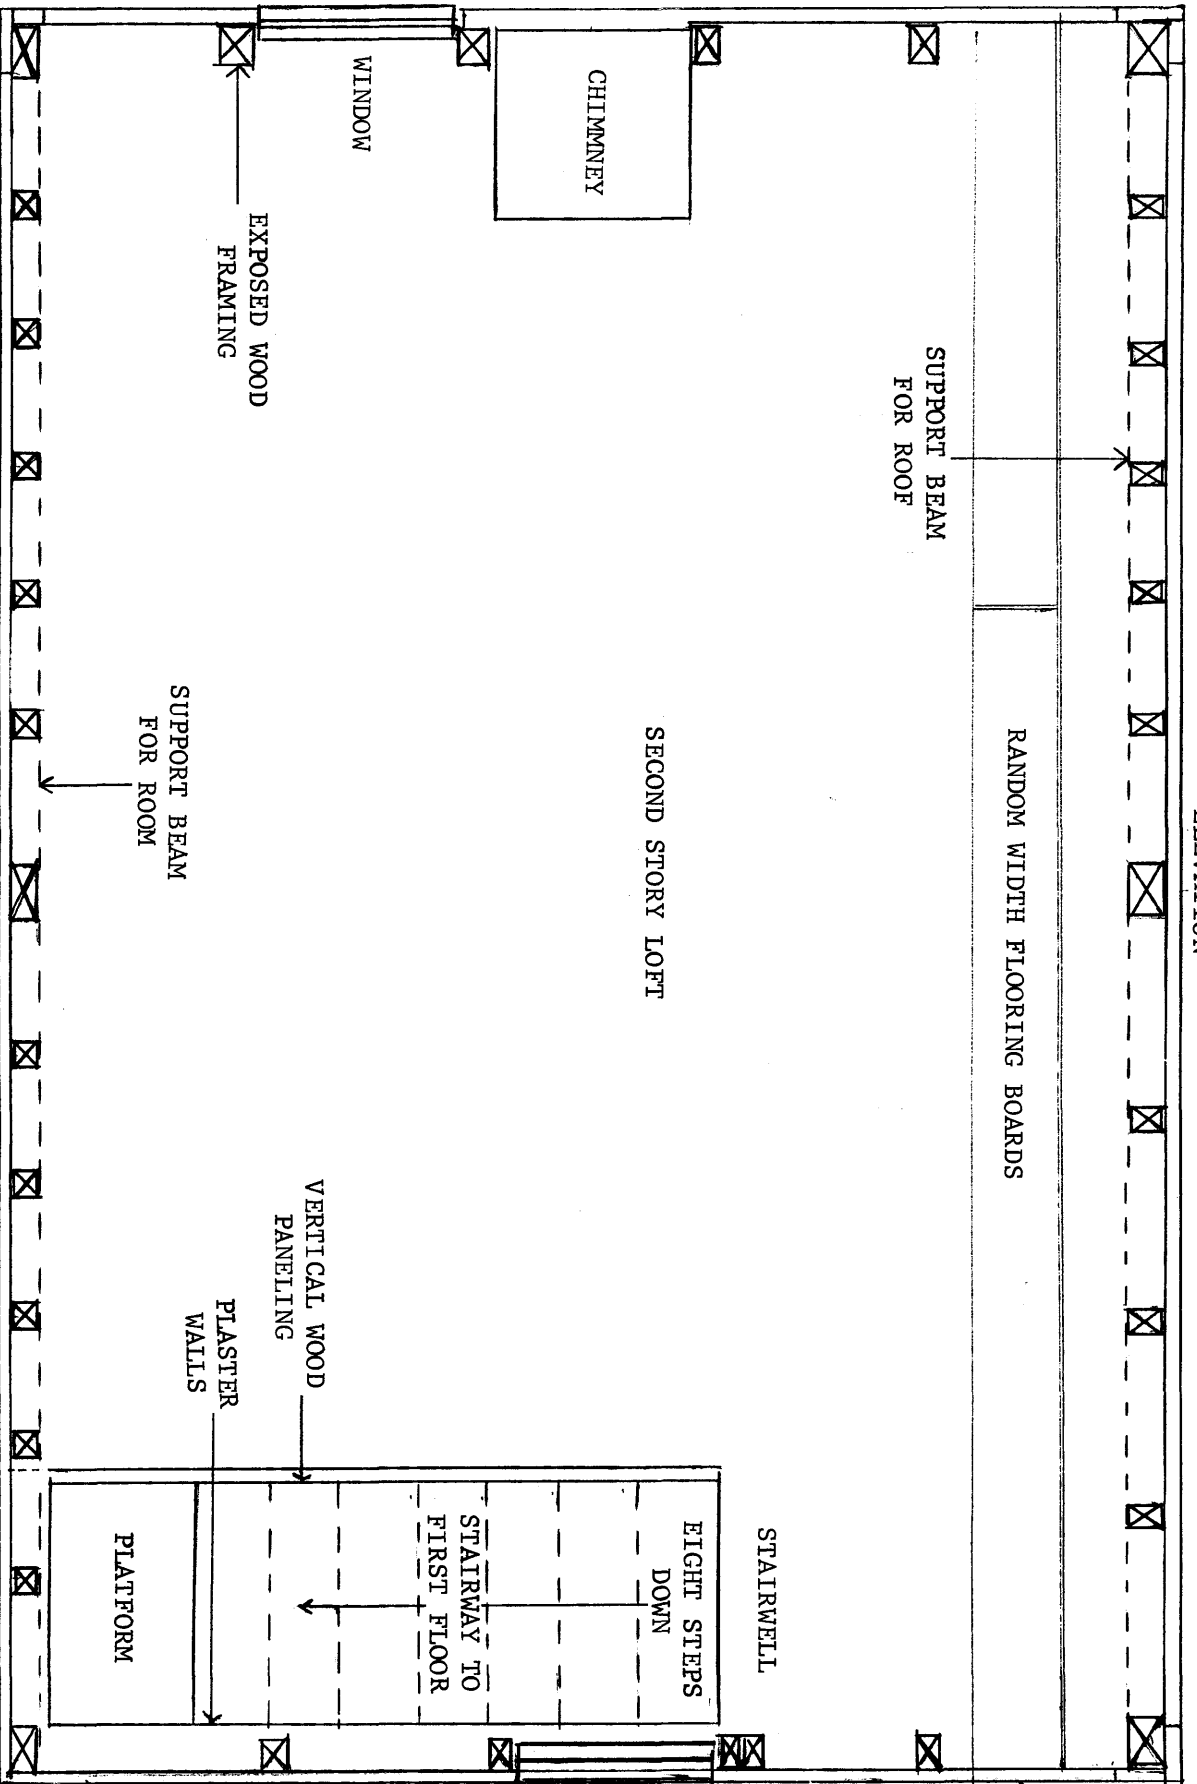 SUPPORT BEAM
FOR ROOF
RANDOM WIDTH FLOORING BOARDS
CHIMMNEY
SECOND STORY LOFT
STAIRWELL
EIGHT STEPS
DOWN
STAIRWAY TO
FIRST FLOOR
WINDOW
EXPOSED WOOD
FRAMING
VERTICAL WOOD
PANELING
PLASTER
WALLS
SUPPORT BEAM
FOR ROOM
PLATFORM